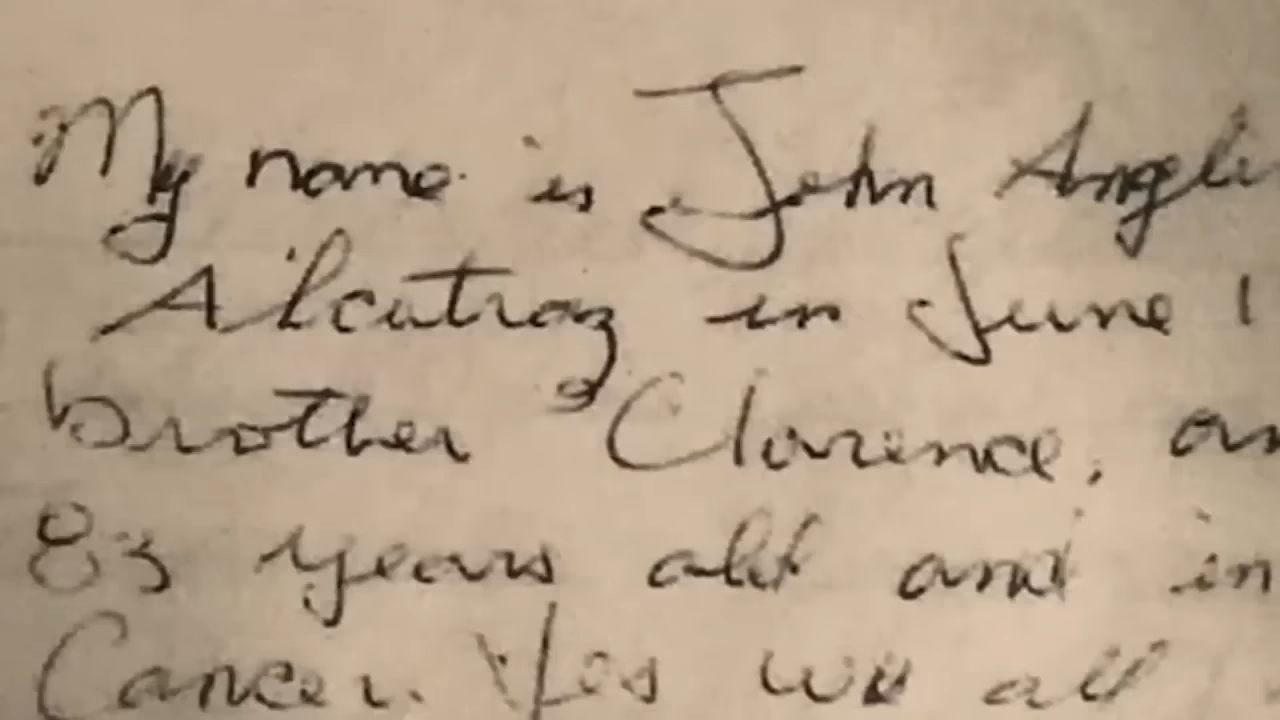 My name is John Angli
Alcatraz in June 1
brother Clarence, an
83 years old and in
Cancer. Yes we all